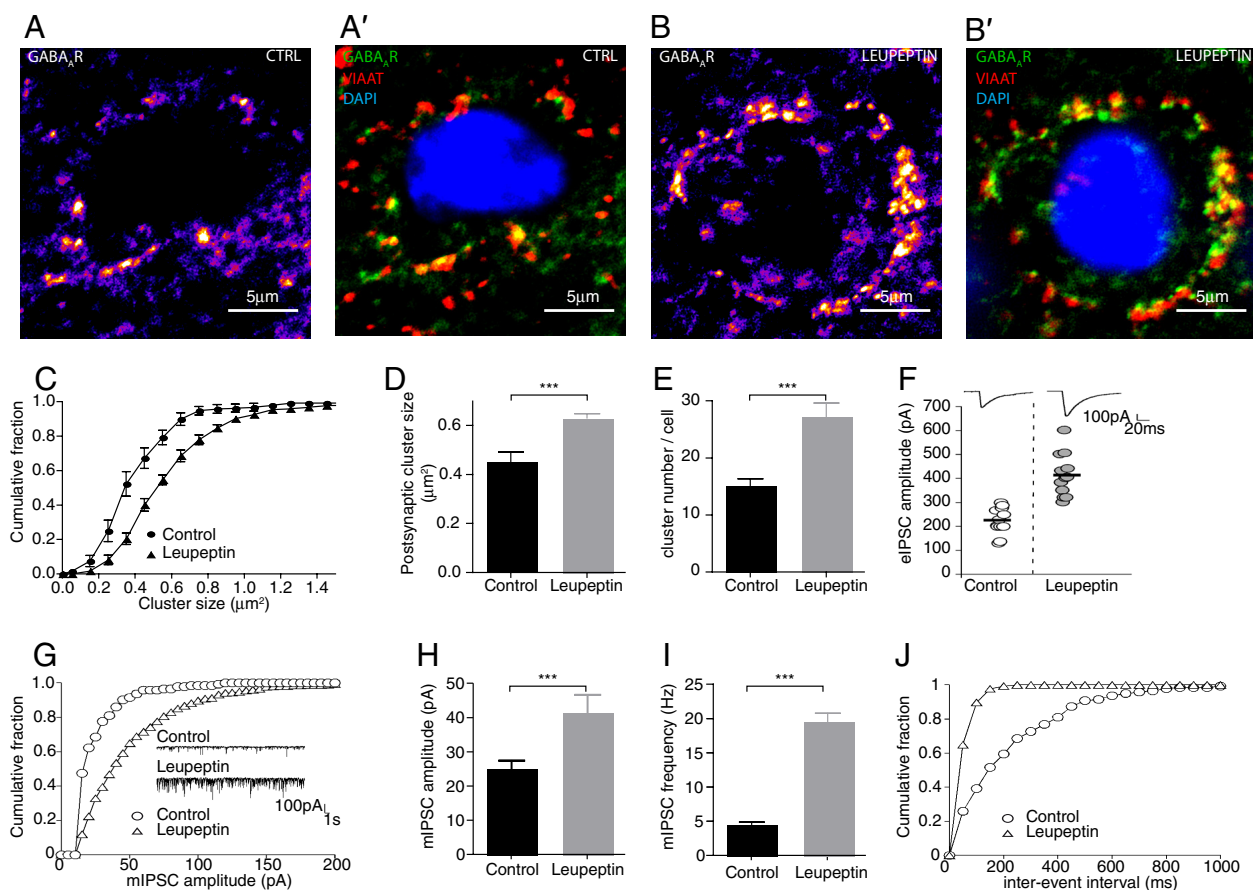 A
GABA_AR
CTRL
5μm
A′
GABA_AR
CTRL
VIAAT
DAPI
5μm
B
GABA_AR
LEUPEPTIN
5μm
B′
GABA_AR
LEUPEPTIN
VIAAT
DAPI
5μm
C
Cumulative fraction
1.0
0.8
0.6
0.4
0.2
0.0
Control
Leupeptin
0.0 0.2 0.6 0.8 1.0 1.2 1.4
Cluster size (μm²)
D
***
Postsynaptic cluster size
(μm²)
0.6
0.4
0.2
0.0
Control Leupeptin
E
***
cluster number / cell
30
20
10
0
Control Leupeptin
F
100pA
20ms
eIPSC amplitude (pA)
700
600
500
400
300
200
100
0
Control Leupeptin
G
Cumulative fraction
1.0
0.8
0.6
0.4
0.2
0.0
Control
Leupeptin
100pA
1s
Control
Leupeptin
50 100 150 200
mIPSC amplitude (pA)
H
***
mIPSC amplitude (pA)
50
40
30
20
10
0
Control Leupeptin
I
***
mIPSC frequency (Hz)
25
20
15
10
5
0
Control Leupeptin
J
Cumulative fraction
1.0
0.8
0.6
0.4
0.2
0
Control
Leupeptin
0 200 400 600 800 1000
inter-event interval (ms)